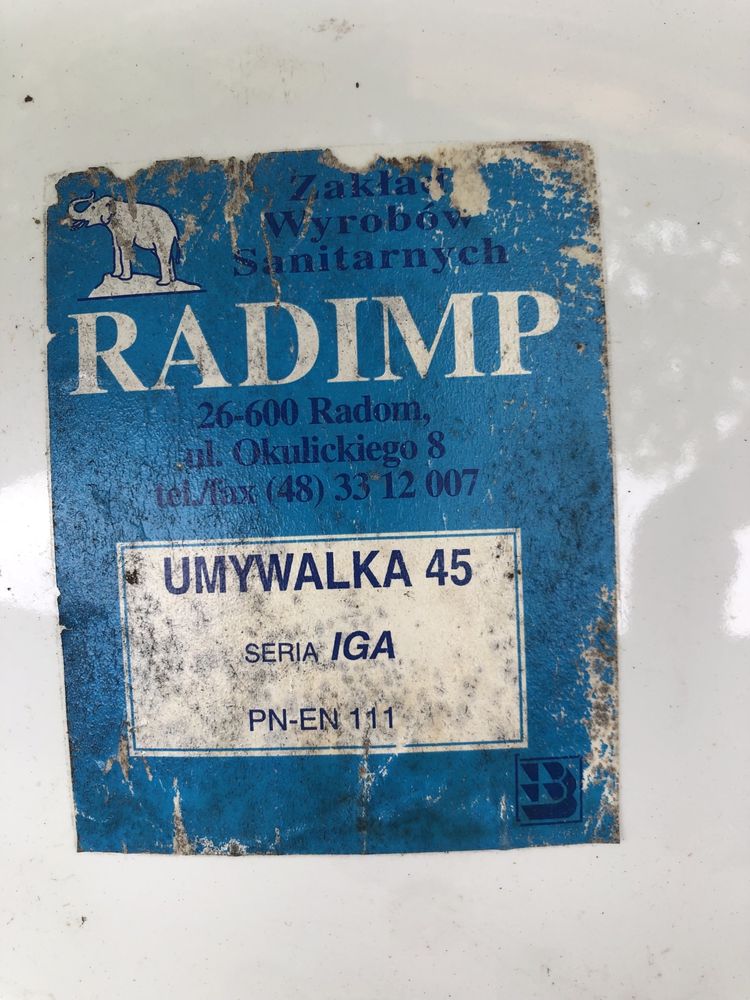 Zakład
Wyrobów
Sanitarnych
RADIMP
26-600 Radom,
ul. Okulickiego 8
tel./fax (48) 33 12 007
UMYWALKA 45
SERIA IGA
PN-EN 111
B